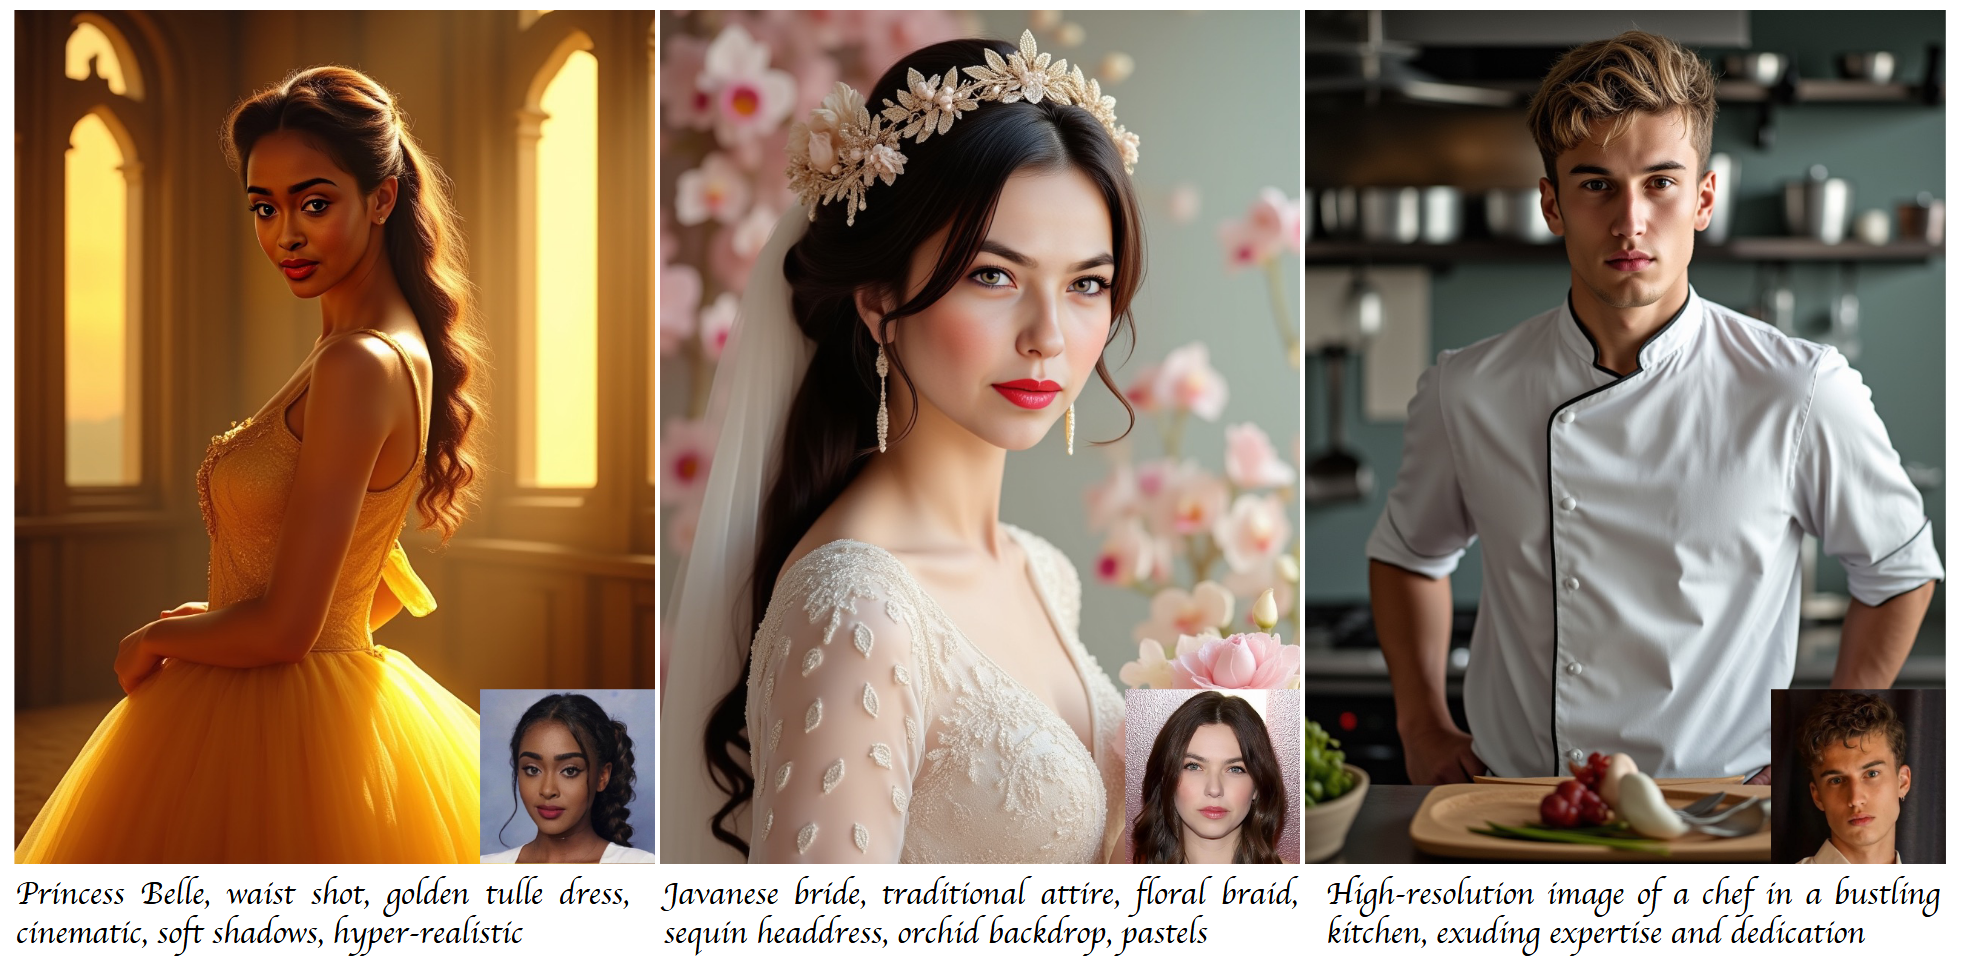 Princess Belle, waist shot, golden tulle dress,
cinematic, soft shadows, hyper-realistic
Javanese bride, traditional attire, floral braid,
sequin headdress, orchid backdrop, pastels
High-resolution image of a chef in a bustling
kitchen, exuding expertise and dedication